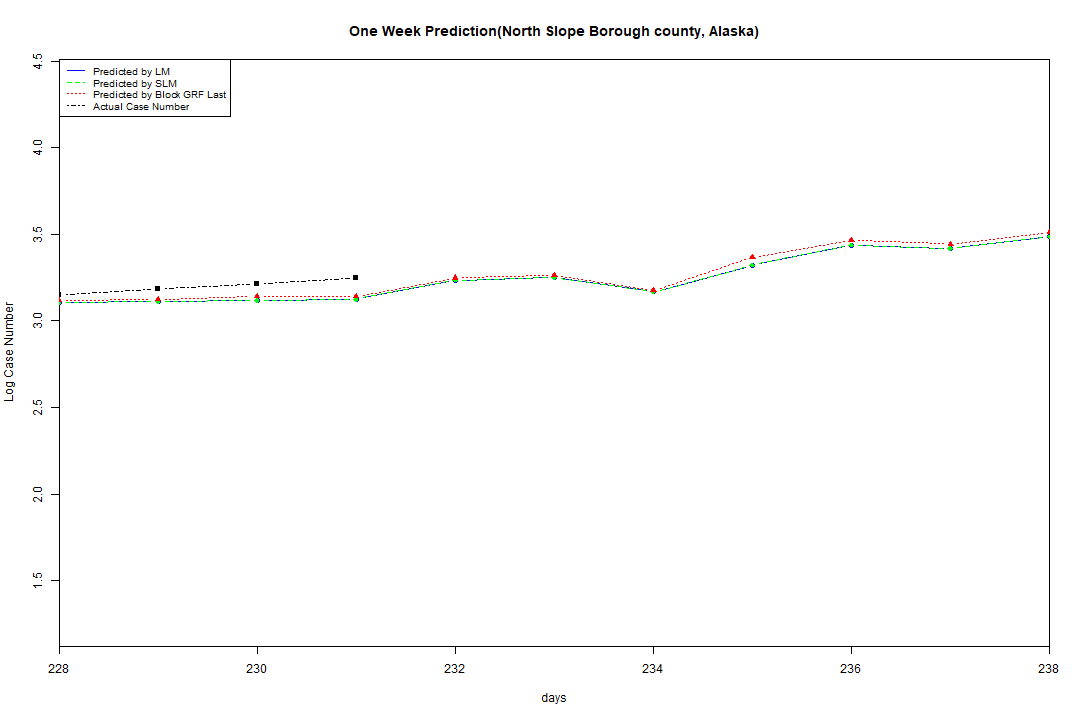 One Week Prediction(North Slope Borough county, Alaska)
Predicted by LM
Predicted by SLM
Predicted by Block GRF Last
Actual Case Number
4.5
4.0
3.5
3.0
2.5
2.0
1.5
Log Case Number
228 230 232 234 236 238
days